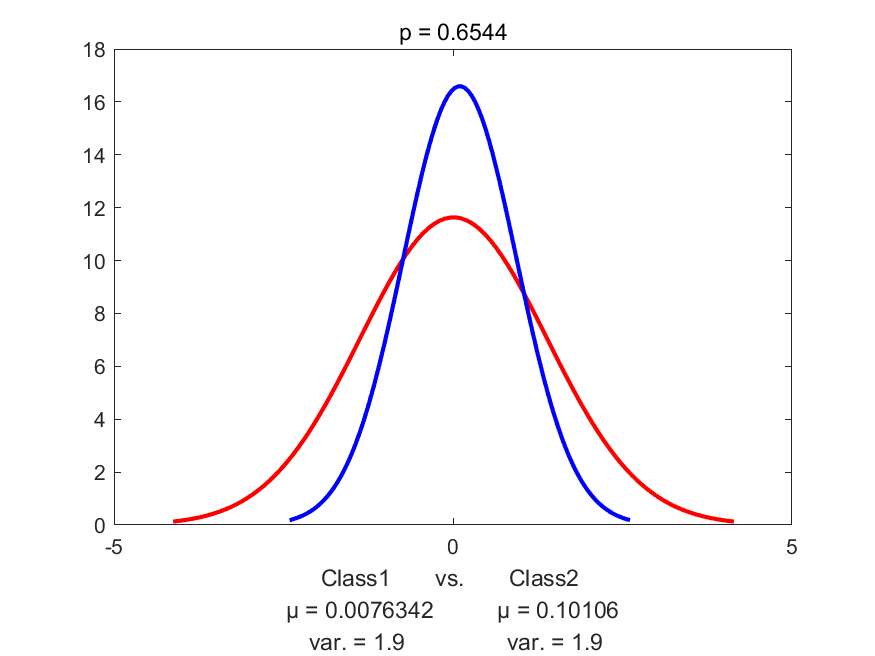 p = 0.6544
18
16
14
12
10
8
6
4
2
0
-5 0 5
Class1 vs. Class2
μ = 0.0076342 μ = 0.10106
var. = 1.9 var. = 1.9